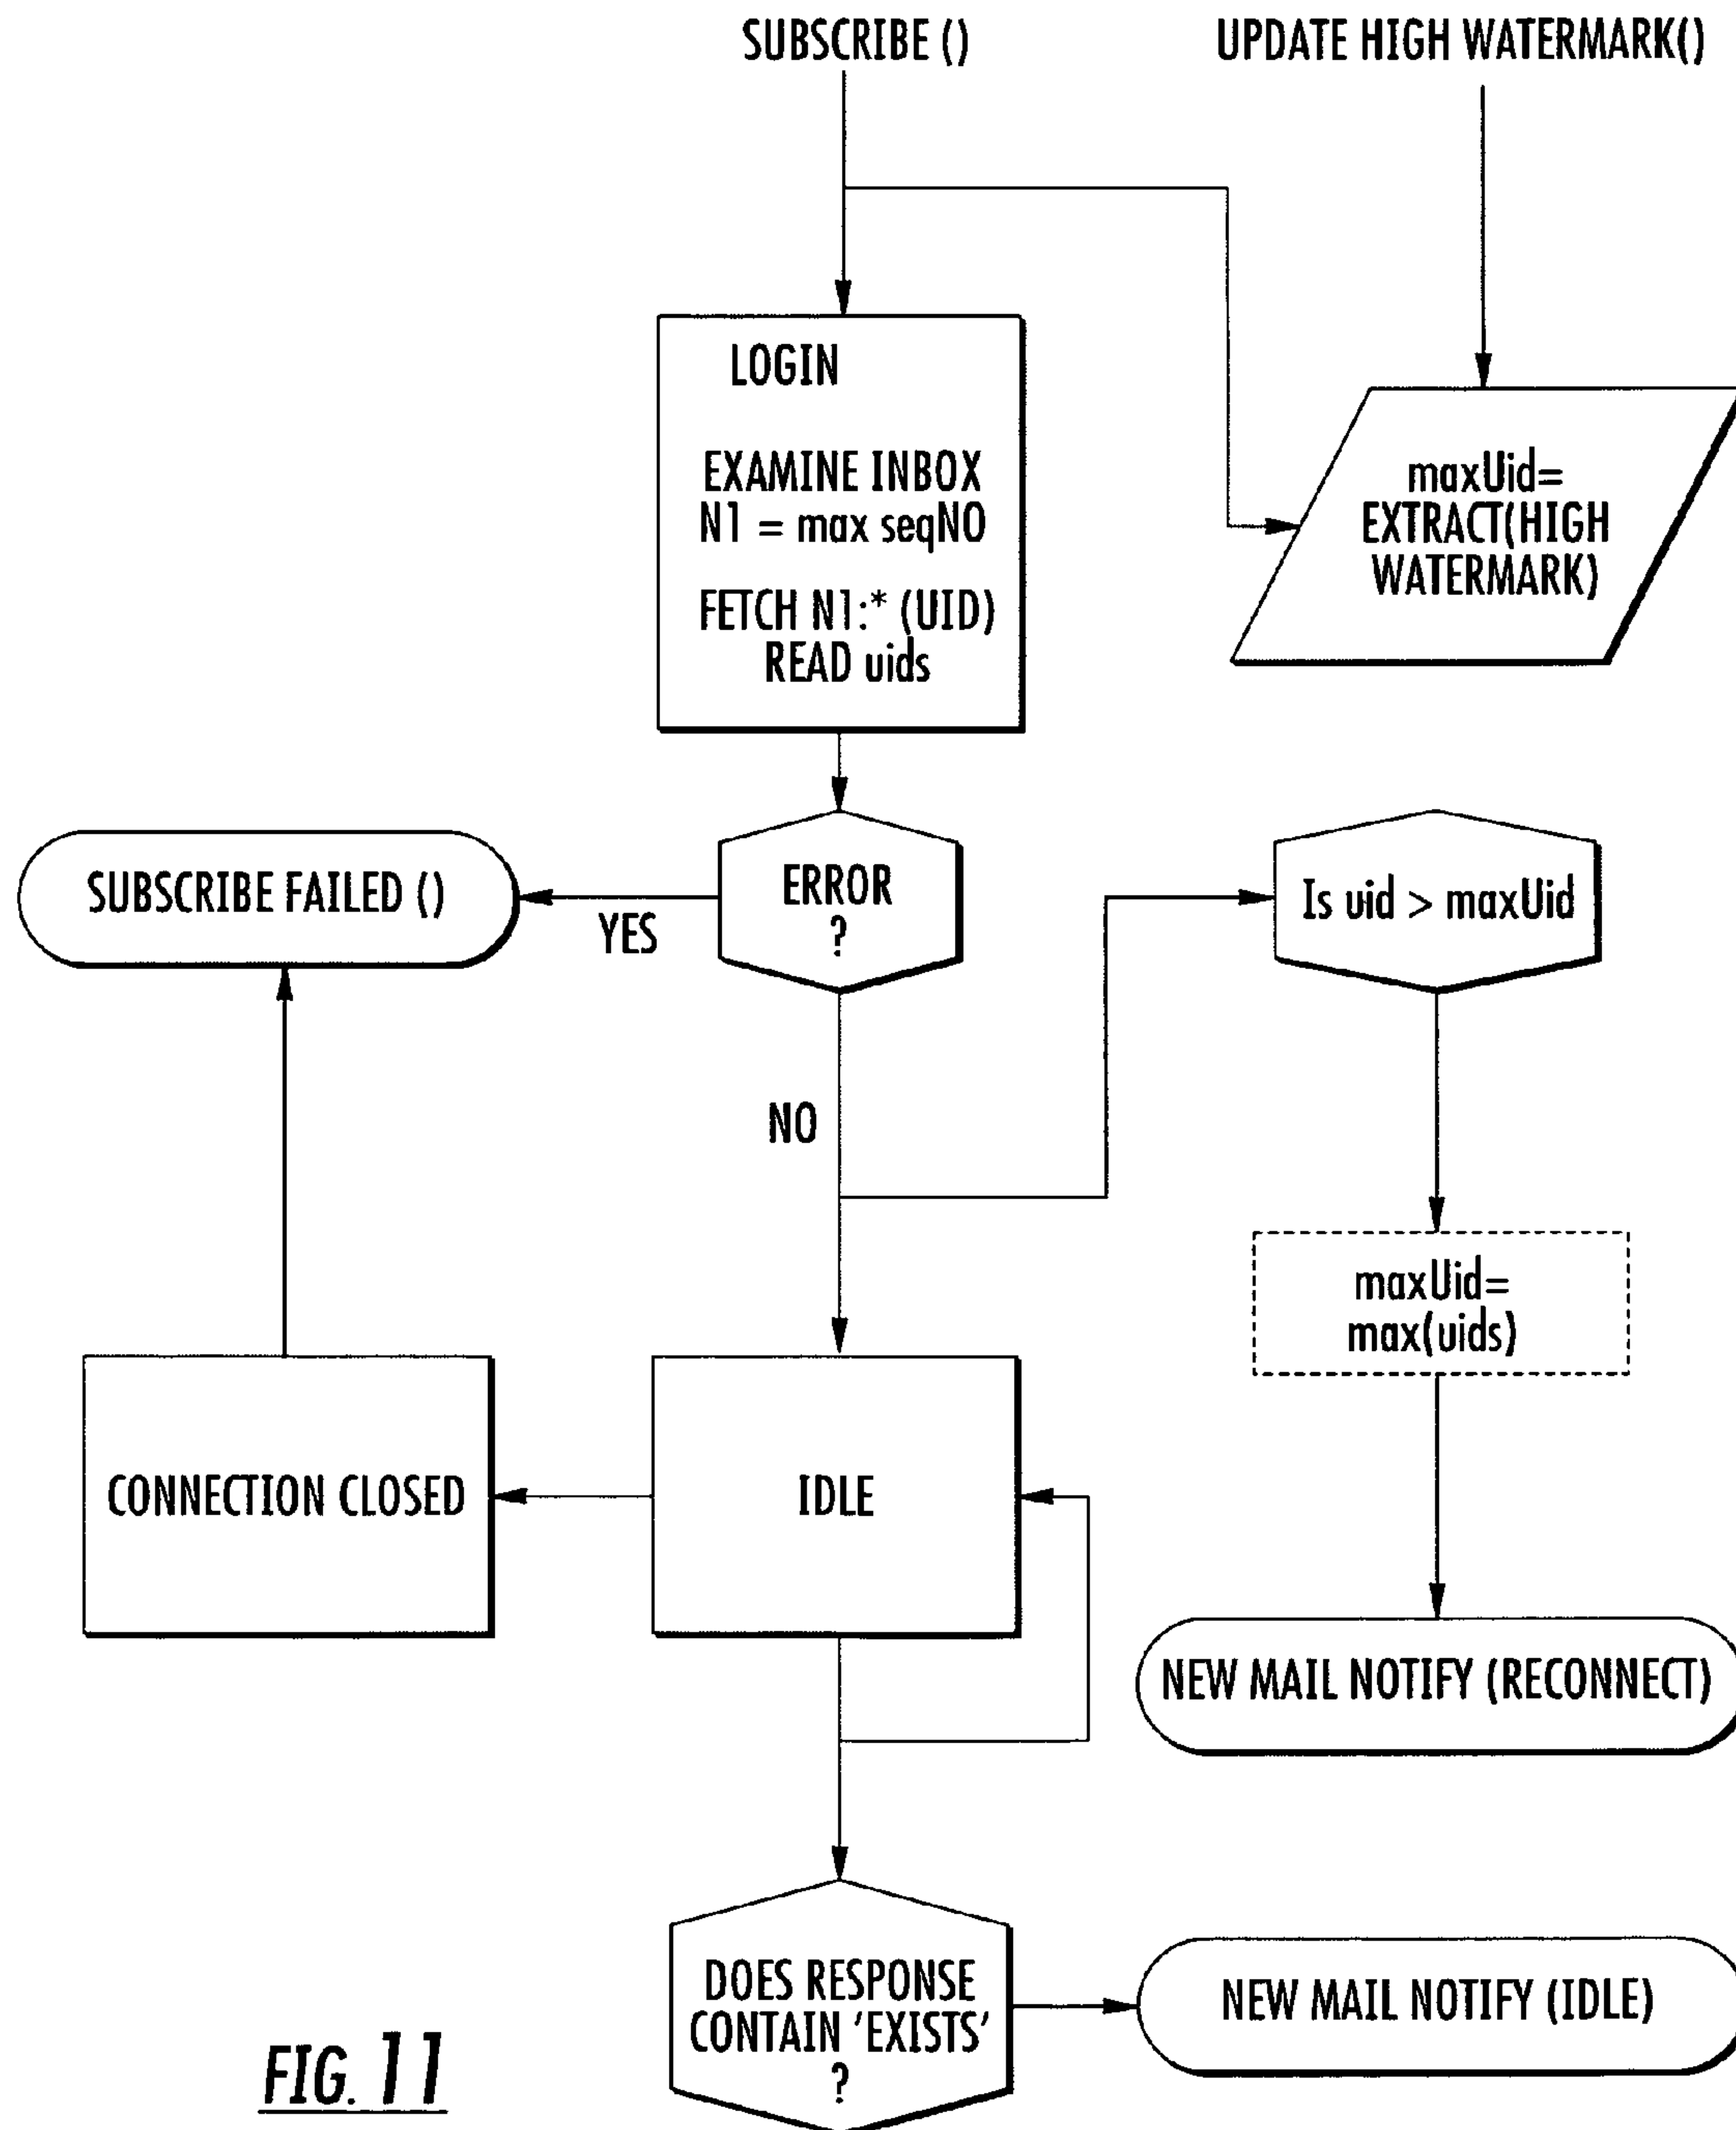 SUBSCRIBE ()
UPDATE HIGH WATERMARK()
LOGIN
EXAMINE INBOX
N1 = max seqNO
FETCH N1:* (UID)
READ uids
maxUid=
EXTRACT(HIGH
WATERMARK)
SUBSCRIBE FAILED ()
YES
ERROR
?
Is uid > maxUid
NO
maxUid=
max(uids)
CONNECTION CLOSED
IDLE
NEW MAIL NOTIFY (RECONNECT)
DOES RESPONSE
CONTAIN 'EXISTS'
?
NEW MAIL NOTIFY (IDLE)
FIG. 11